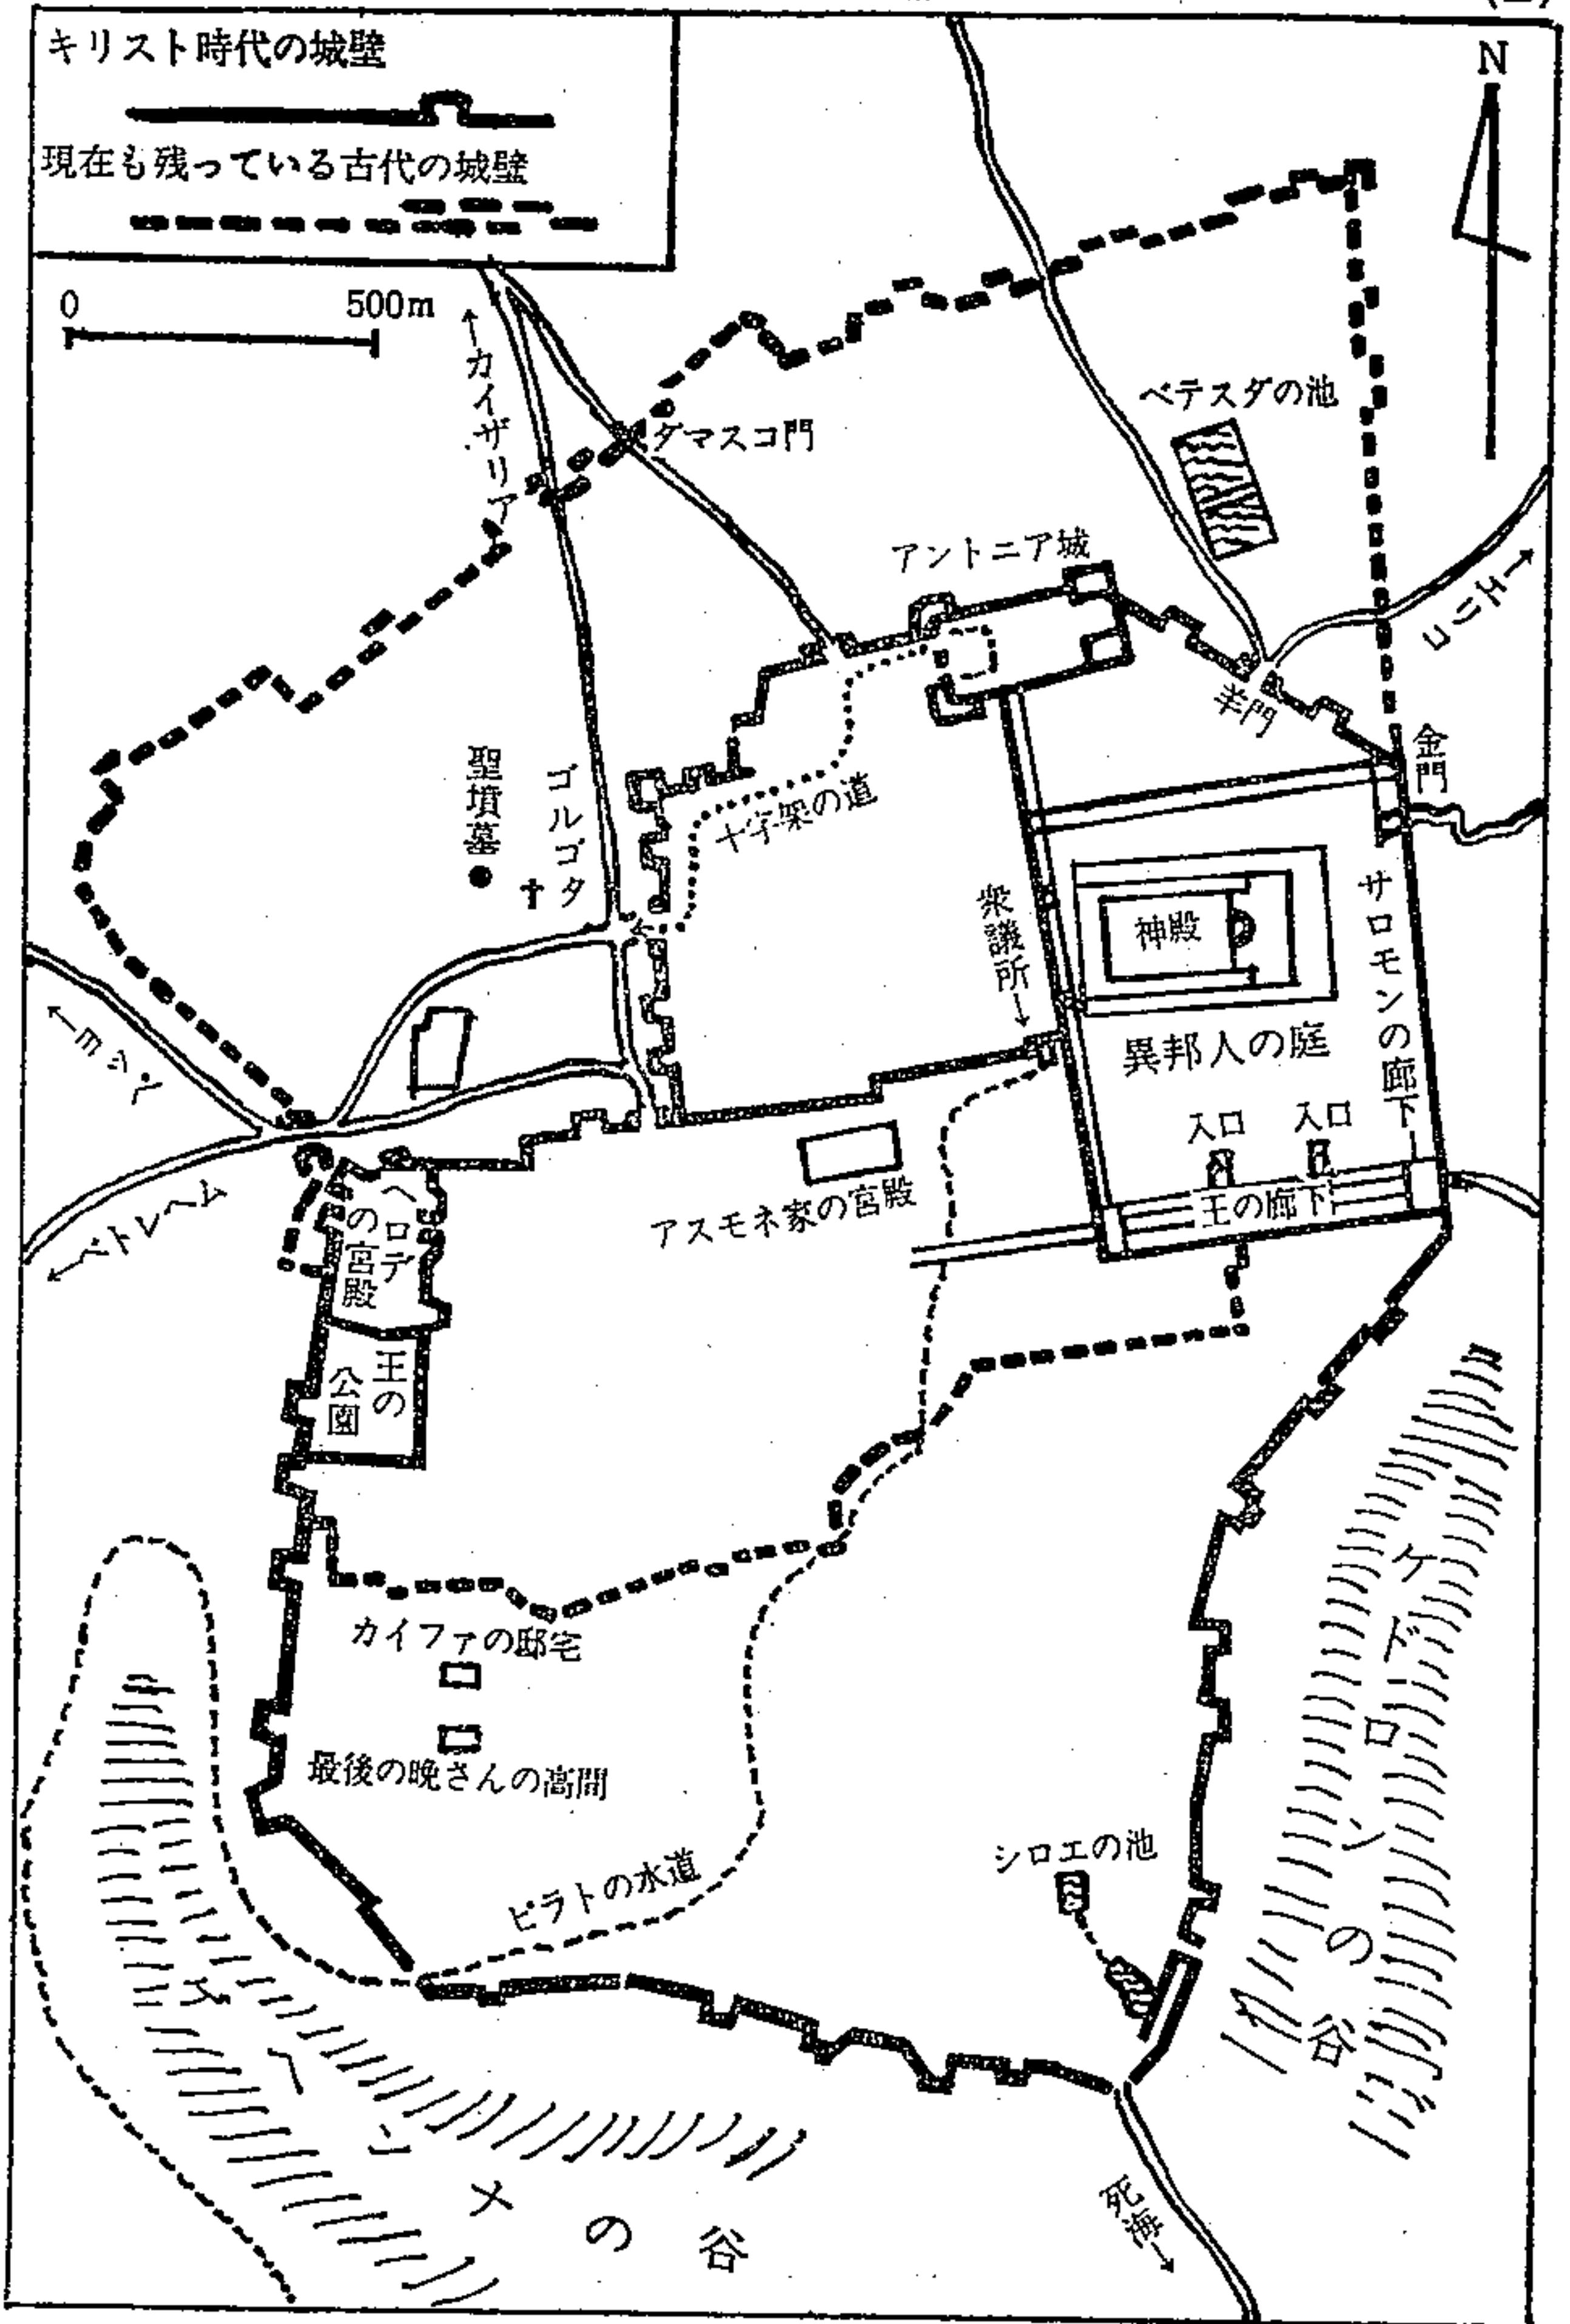 キリスト時代の城壁
現在も残っている古代の城壁
0 500m
N
←カイザリア
ダマスコ門
ベテスダの池
アントニア城
エリコ→
羊門
金門
聖墳墓
ゴルゴタ
十字架の道
衆議所→
神殿
サロモンの廊下
異邦人の庭
入口
入口
王の廊下
アスモネ家の宮殿
←ベトレヘム
ヘロデの宮殿
王の公園
カイファの邸宅
最後の晩さんの高間
ピラトの水道
シロエの池
ケドロンの谷
の谷
死海→